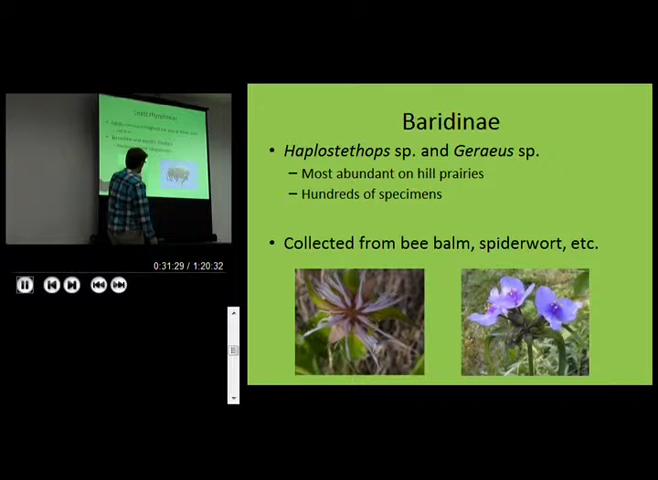 Baridinae
• Haplostethops sp. and Geraeus sp.
– Most abundant on hill prairies
– Hundreds of specimens
• Collected from bee balm, spiderwort, etc.
0:31:29 / 1:20:32